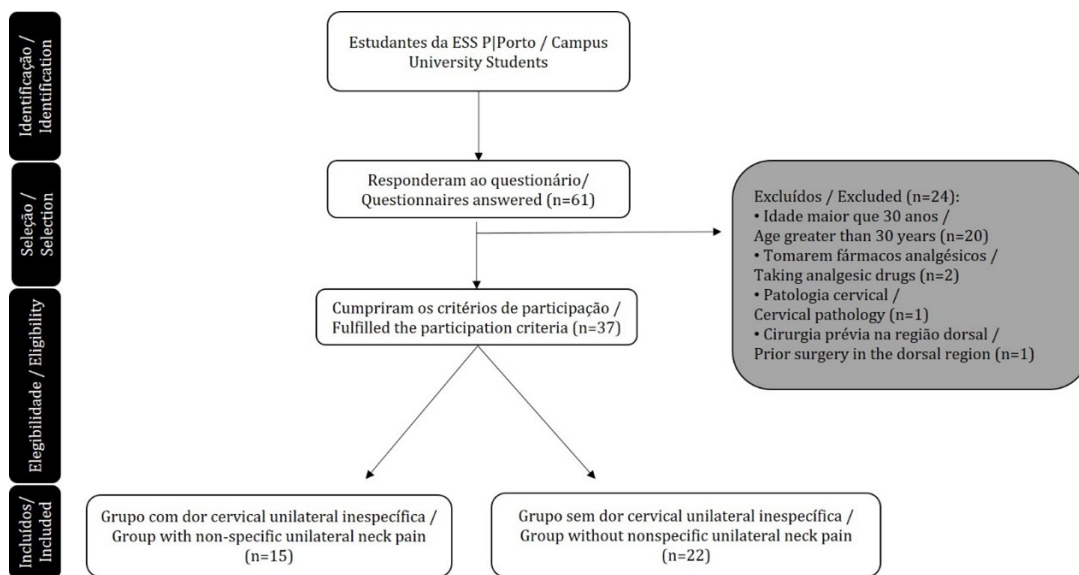 Identificação /
Identification
Estudantes da ESS P|Porto / Campus
University Students
Seleção /
Selection
Responderam ao questionário/
Questionnaires answered (n=61)
Excluídos / Excluded (n=24):
• Idade maior que 30 anos /
Age greater than 30 years (n=20)
• Tomarem fármacos analgésicos /
Taking analgesic drugs (n=2)
• Patologia cervical /
Cervical pathology (n=1)
• Cirurgia prévia na região dorsal /
Prior surgery in the dorsal region (n=1)
Elegebilidade / Eligibility
Cumpriram os critérios de participação /
Fulfilled the participation criteria (n=37)
Incluídos/
Included
Grupo com dor cervical unilateral inespecífica /
Group with non-specific unilateral neck pain
(n=15)
Grupo sem dor cervical unilateral inespecífica /
Group without nonspecific unilateral neck pain
(n=22)